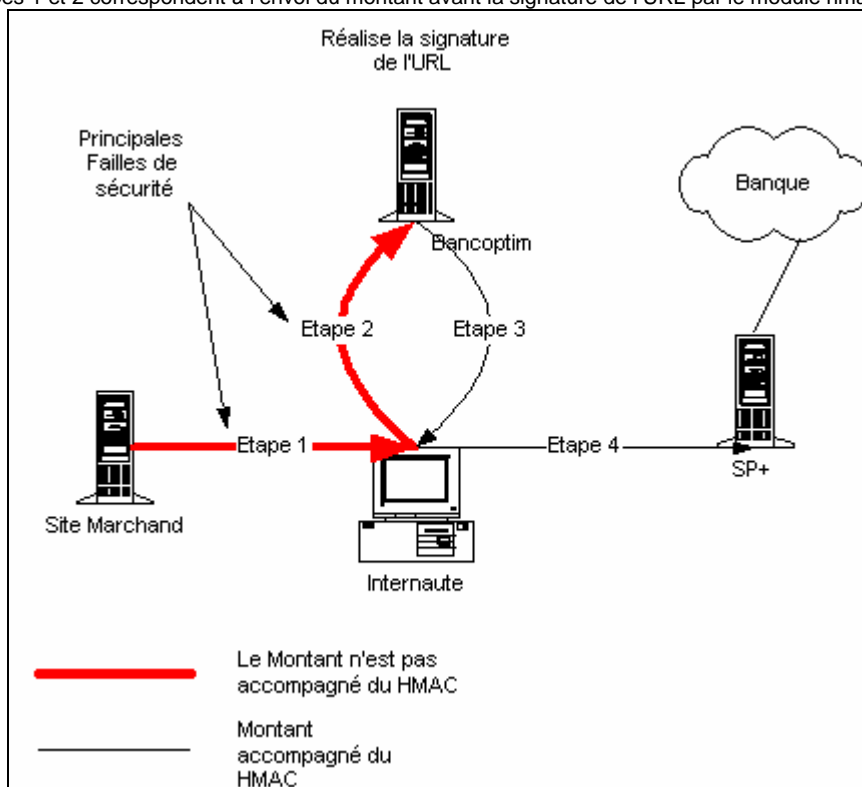 1 et 2 correspondent à l'envoi du montant avant la signature de l'URL par le module
Réalise la signature
de l'URL
Principales
Failles de
sécurité
Banque
Bancoptim
Etape 2
Etape 3
Etape 1
Etape 4
SP+
Site Marchand
Internaute
Le Montant n'est pas
accompagné du HMAC
Montant
accompagné du
HMAC